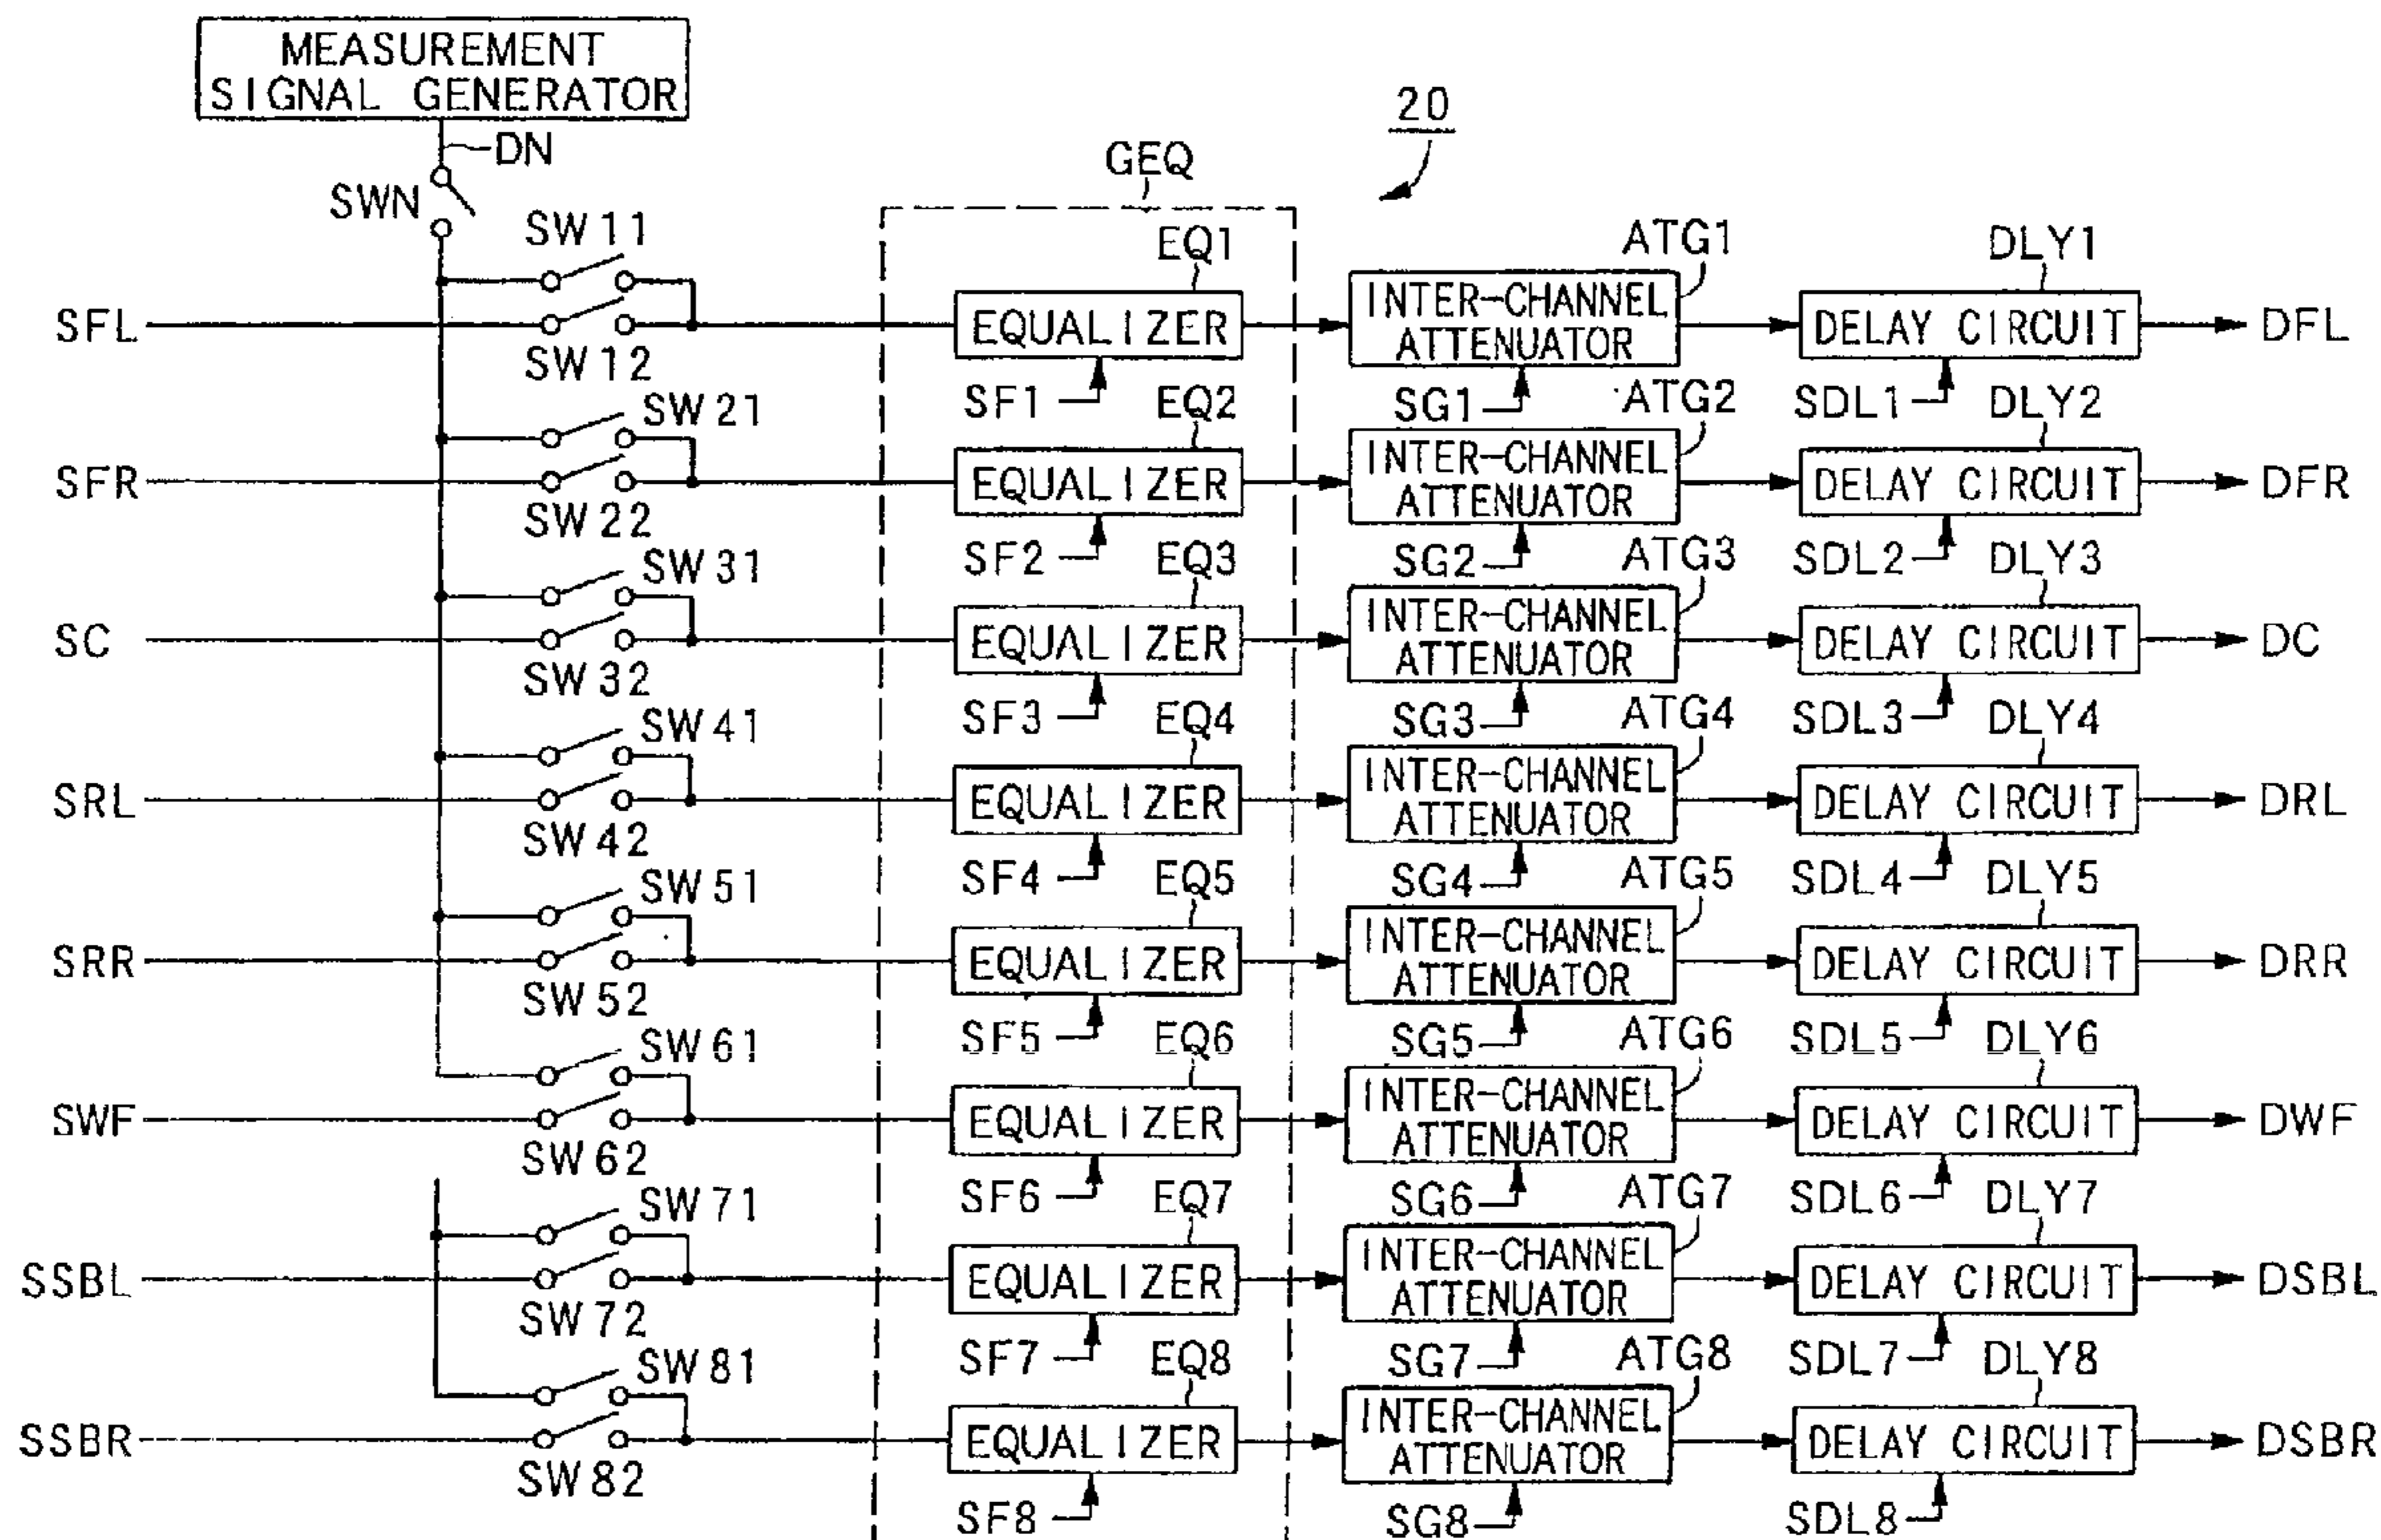 MEASUREMENT
SIGNAL GENERATOR
DN
SWN
20
GEQ
SW11
EQ1
ATG1
DLY1
SFL
EQUALIZER
INTER-CHANNEL
ATTENUATOR
DELAY CIRCUIT
DFL
SW12
SF1
SG1
SDL1
SW21
EQ2
ATG2
DLY2
SFR
EQUALIZER
INTER-CHANNEL
ATTENUATOR
DELAY CIRCUIT
DFR
SW22
SF2
SG2
SDL2
SW31
EQ3
ATG3
DLY3
SC
EQUALIZER
INTER-CHANNEL
ATTENUATOR
DELAY CIRCUIT
DC
SW32
SF3
SG3
SDL3
SW41
EQ4
ATG4
DLY4
SRL
EQUALIZER
INTER-CHANNEL
ATTENUATOR
DELAY CIRCUIT
DRL
SW42
SF4
SG4
SDL4
SW51
EQ5
ATG5
DLY5
SRR
EQUALIZER
INTER-CHANNEL
ATTENUATOR
DELAY CIRCUIT
DRR
SW52
SF5
SG5
SDL5
SW61
EQ6
ATG6
DLY6
SWF
EQUALIZER
INTER-CHANNEL
ATTENUATOR
DELAY CIRCUIT
DWF
SW62
SF6
SG6
SDL6
SW71
EQ7
ATG7
DLY7
SSBL
EQUALIZER
INTER-CHANNEL
ATTENUATOR
DELAY CIRCUIT
DSBL
SW72
SF7
SG7
SDL7
SW81
EQ8
ATG8
DLY8
SSBR
EQUALIZER
INTER-CHANNEL
ATTENUATOR
DELAY CIRCUIT
DSBR
SW82
SF8
SG8
SDL8